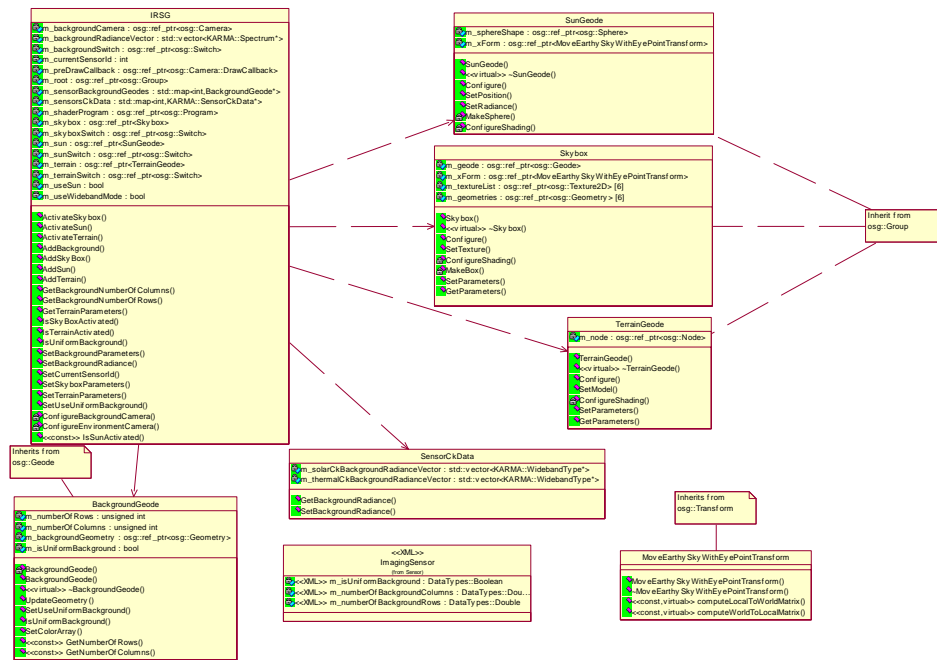 IRSG
m_backgroundCamera : osg::ref_ptr<osg::Camera>
m_backgroundRadianceVector : std::vector<KARMA::Spectrum*>
m_backgroundSwitch : osg::ref_ptr<osg::Switch>
m_currentSensorId : int
m_preDrawCallback : osg::ref_ptr<osg::Camera::DrawCallback>
m_root : osg::ref_ptr<osg::Group>
m_sensorBackgroundGeodes : std::map<int,BackgroundGeode*>
m_sensorsCkData : std::map<int,KARMA::SensorCkData*>
m_shaderProgram : osg::ref_ptr<osg::Program>
m_skybox : osg::ref_ptr<Skybox>
m_skyboxSwitch : osg::ref_ptr<osg::Switch>
m_sun : osg::ref_ptr<SunGeode>
m_sunSwitch : osg::ref_ptr<osg::Switch>
m_terrain : osg::ref_ptr<TerrainGeode>
m_terrainSwitch : osg::ref_ptr<osg::Switch>
m_useSun : bool
m_useWidebandMode : bool
ActivateSkybox()
ActivateSun()
ActivateTerrain()
AddBackground()
AddSkyBox()
AddSun()
AddTerrain()
GetBackgroundNumberOfColumns()
GetBackgroundNumberOfRows()
GetTerrainParameters()
IsSkyBoxActivated()
IsTerrainActivated()
IsUniformBackground()
SetBackgroundParameters()
SetBackgroundRadiance()
SetCurrentSensorId()
SetSkyboxParameters()
SetTerrainParameters()
SetUseUniformBackground()
ConfigureBackgroundCamera()
ConfigureEnvironmentCamera()
<<const>> IsSunActivated()
SunGeode
m_sphereShape : osg::ref_ptr<osg::Sphere>
m_xForm : osg::ref_ptr<MoveEarthySkyWithEyePointTransform>
SunGeode()
<<virtual>> ~SunGeode()
Configure()
SetPosition()
SetRadiance()
MakeSphere()
ConfigureShading()
Skybox
m_geode : osg::ref_ptr<osg::Geode>
m_xForm : osg::ref_ptr<MoveEarthySkyWithEyePointTransform>
m_textureList : osg::ref_ptr<osg::Texture2D> [6]
m_geometries : osg::ref_ptr<osg::Geometry> [6]
Skybox()
<<virtual>> ~Skybox()
Configure()
SetTexture()
ConfigureShading()
MakeBox()
SetParameters()
GetParameters()
Inherit from
osg::Group
TerrainGeode
m_node : osg::ref_ptr<osg::Node>
TerrainGeode()
<<virtual>> ~TerrainGeode()
Configure()
SetModel()
ConfigureShading()
SetParameters()
GetParameters()
Inherits from
osg::Geode
SensorCkData
m_solarCkBackgroundRadianceVector : std::vector<KARMA::WidebandType*>
m_thermalCkBackgroundRadianceVector : std::vector<KARMA::WidebandType*>
GetBackgroundRadiance()
SetBackgroundRadiance()
BackgroundGeode
m_numberOfRows : unsigned int
m_numberOfColumns : unsigned int
m_backgroundGeometry : osg::ref_ptr<osg::Geometry>
m_isUniformBackground : bool
BackgroundGeode()
BackgroundGeode()
<<virtual>> ~BackgroundGeode()
UpdateGeometry()
SetUseUniformBackground()
IsUniformBackground()
SetColorArray()
<<const>> GetNumberOfRows()
<<const>> GetNumberOfColumns()
<<XML>>
ImagingSensor
(from Sensor)
<<XML>> m_isUniformBackground : DataTypes::Boolean
<<XML>> m_numberOfBackgroundColumns : DataTypes::Dou...
<<XML>> m_numberOfBackgroundRows : DataTypes::Double
Inherits from
osg::Transform
MoveEarthySkyWithEyePointTransform
MoveEarthySkyWithEyePointTransform()
~MoveEarthySkyWithEyePointTransform()
<<const,virtual>> computeLocalToWorldMatrix()
<<const,virtual>> computeWorldToLocalMatrix()